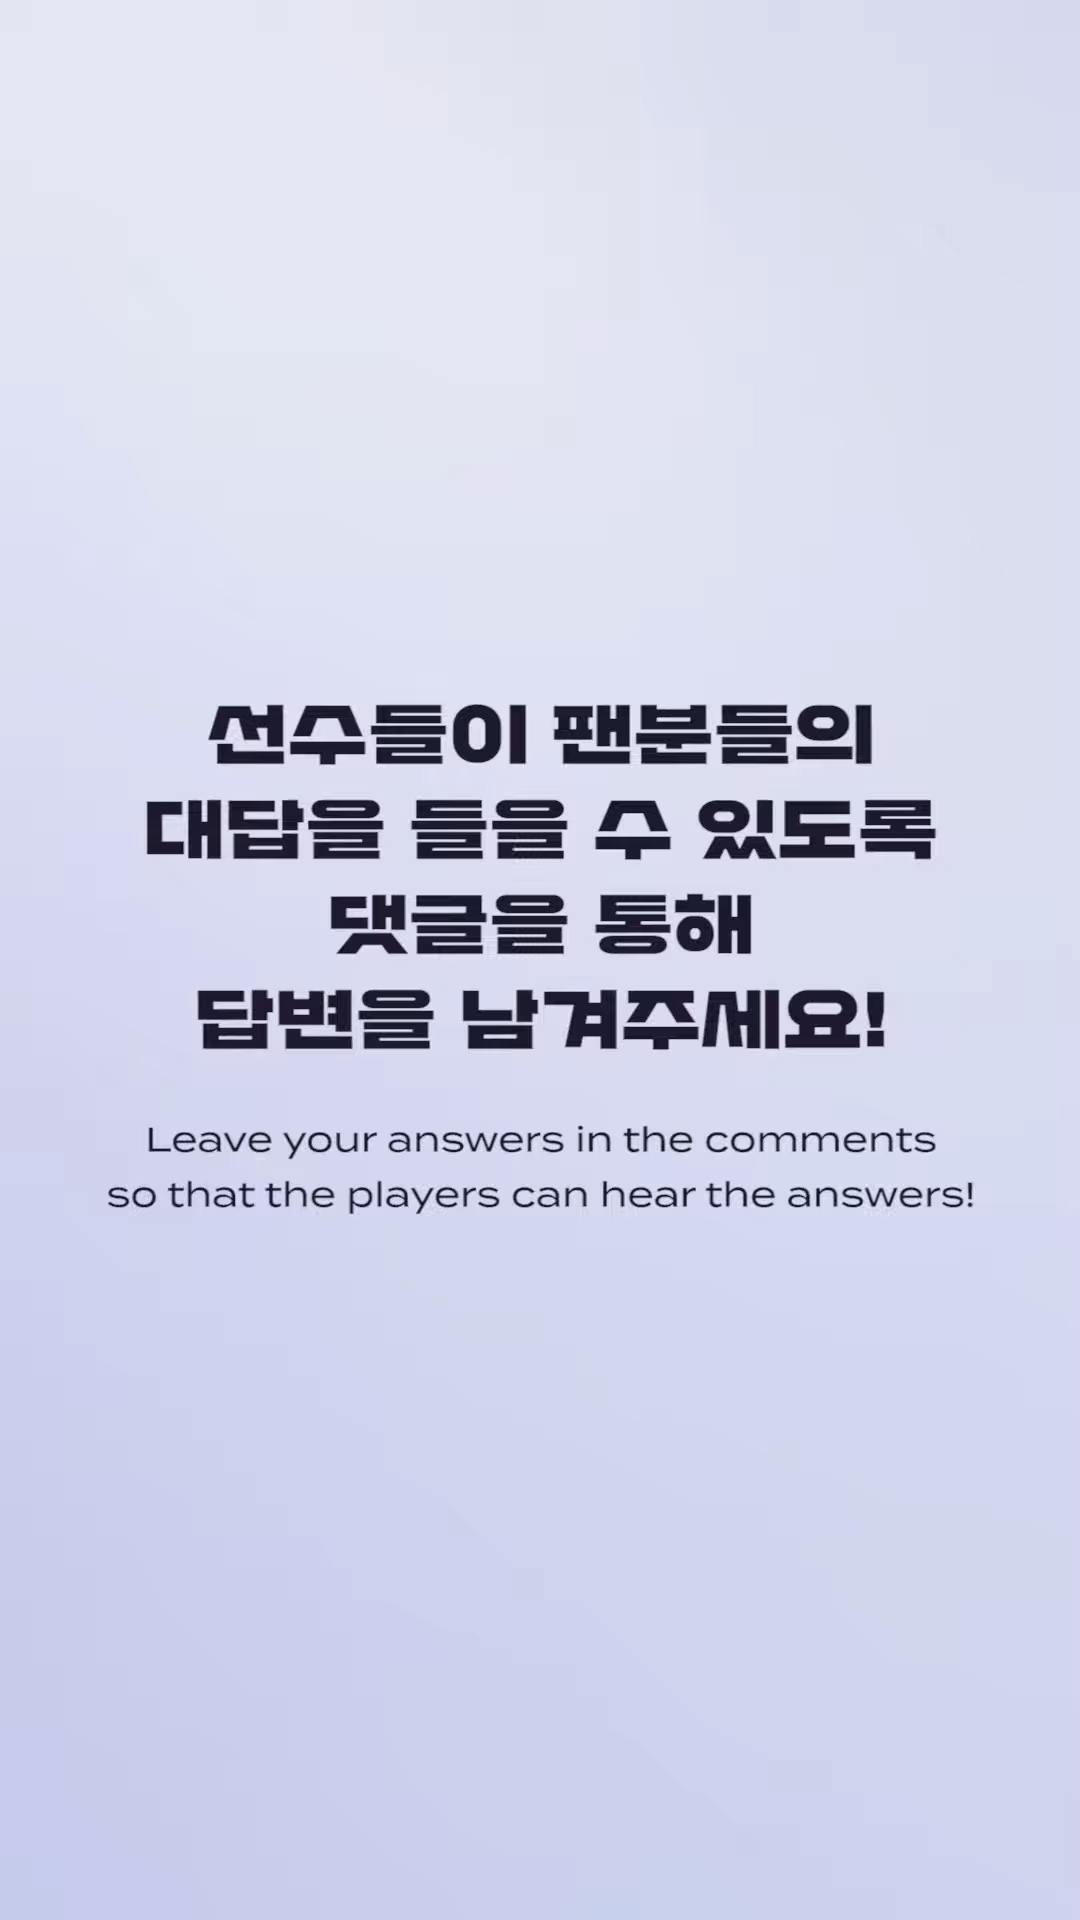 선수들이 팬분들의
대답을 들을 수 있도록
댓글을 통해
답변을 남겨주세요!
Leave your answers in the comments
so that the players can hear the answers!